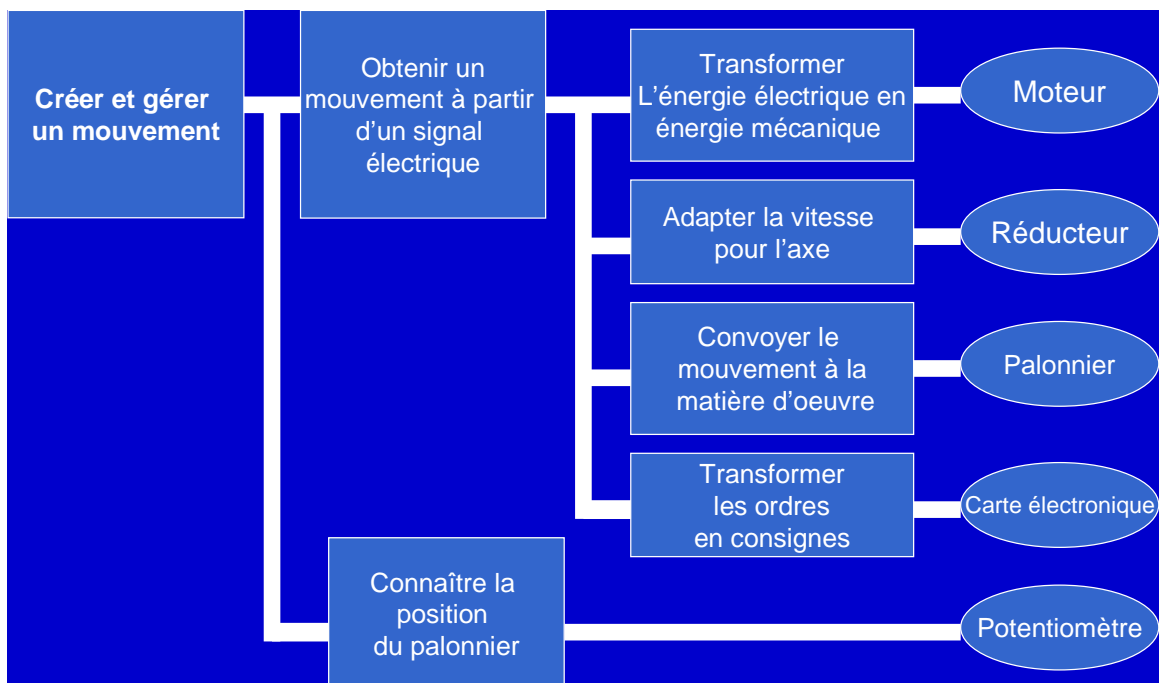 Créer et gérer
un mouvement
Obtenir un
mouvement à partir
d'un signal
électrique
Transformer
L'énergie électrique en
énergie mécanique
Moteur
Adapter la vitesse
pour l'axe
Réducteur
Convoyer le
mouvement à la
matière d'oeuvre
Palonnier
Transformer
les ordres
en consignes
Carte électronique
Connaître la
position
du palonnier
Potentiomètre